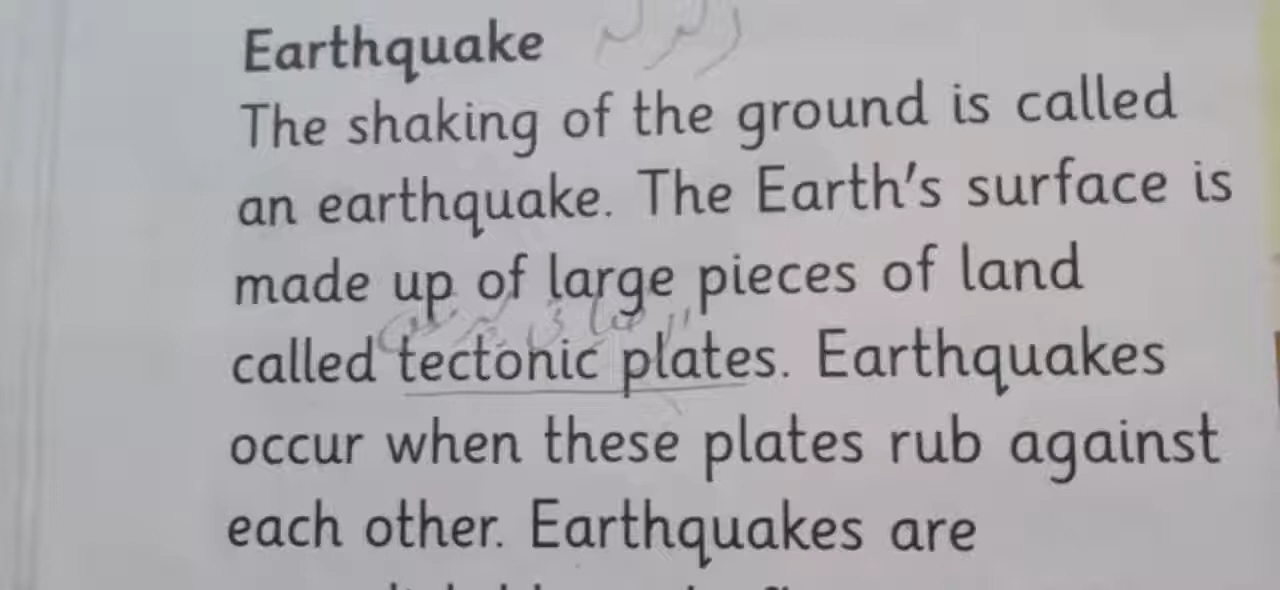 Earthquake زلزلہ
The shaking of the ground is called
an earthquake. The Earth's surface is
made up of large pieces of land
called tectonic plates. Earthquakes
occur when these plates rub against
each other. Earthquakes are